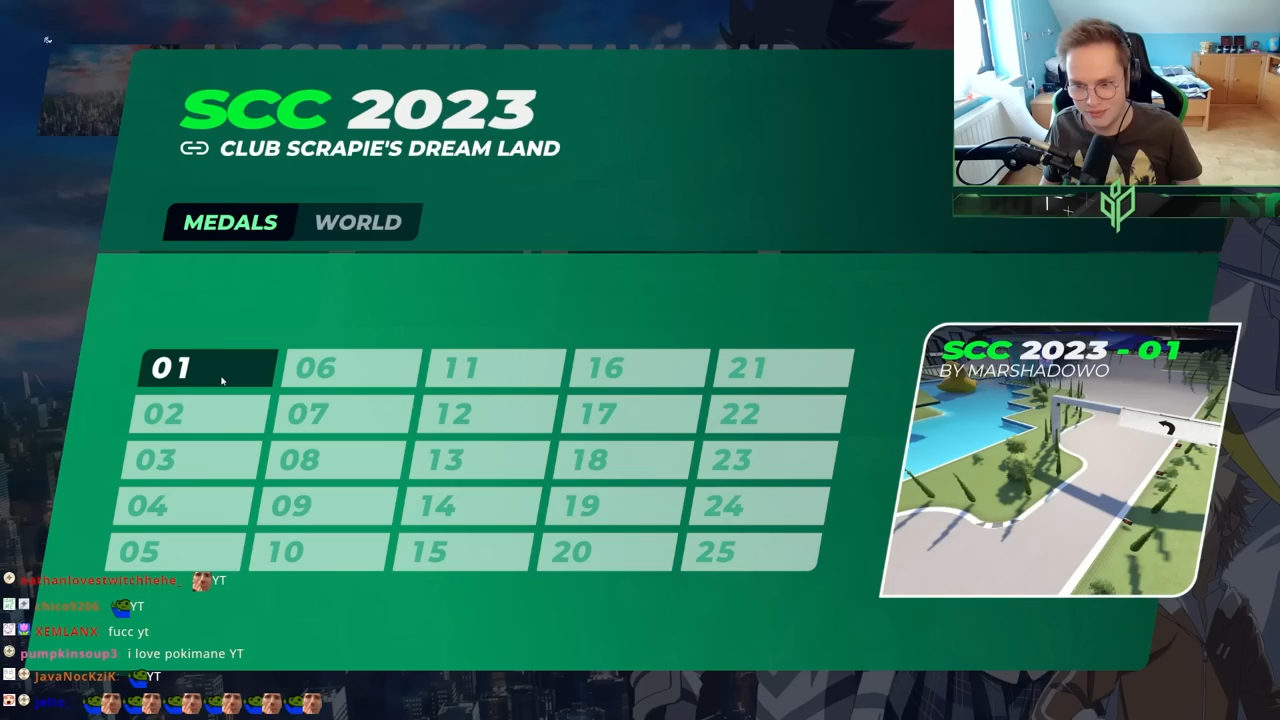 SCC 2023
CLUB SCRAPIE'S DREAM LAND
MEDALS WORLD
01 06 11 16 21
02 07 12 17 22
03 08 13 18 23
04 09 14 19 24
05 10 15 20 25
SCC 2023 - 01
BY MARSHADOWO
nathanlovestwitchhehe_ YT
chico9206 YT
XEMLANX fucc yt
pumpkinsoup3 i love pokimane YT
JavaNocKziK YT